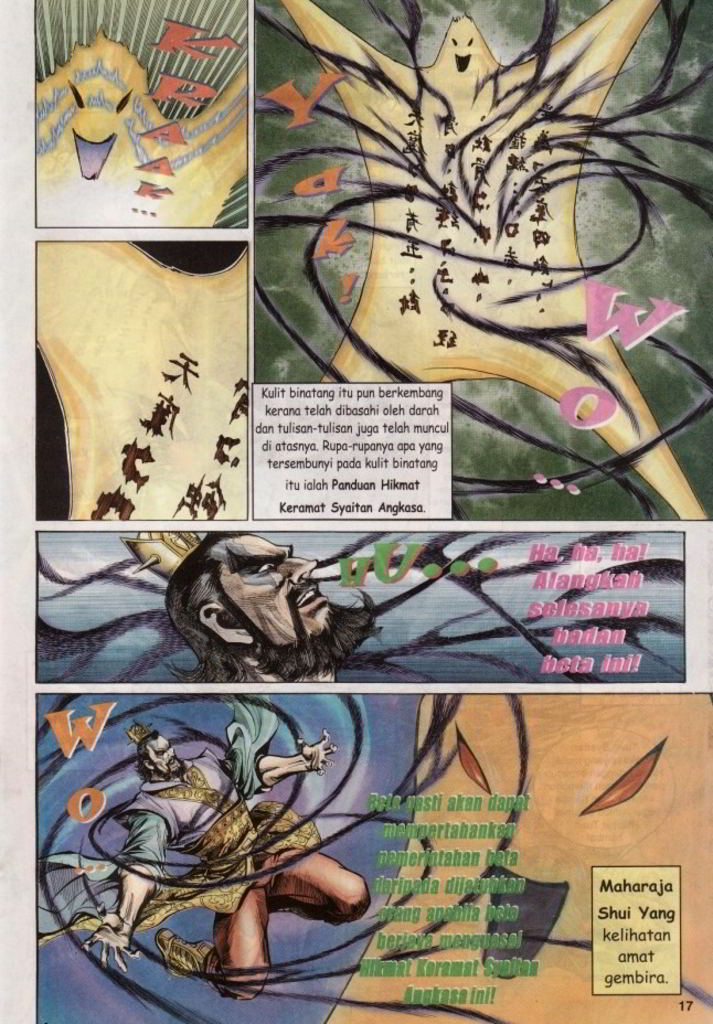 KRAK...
YAK!
WO...
天
Kulit binatang itu pun berkembang
kerana telah dibasahi oleh darah
dan tulisan-tulisan juga telah muncul
di atasnya. Rupa-rupanya apa yang
tersembunyi pada kulit binatang
itu ialah Panduan Hikmat
Keramat Syaitan Angkasa.
WU...
Ha, ha, ha!
Alangkah
selesanya
badan
beta ini!
WO...
Beta pasti akan dapat
mempertahankan
pemerintahan beta
daripada dijatuhkan
orang apabila beta
berjaya menguasai
Hikmat Keramat Syaitan
Angkasa ini!
Maharaja
Shui Yang
kelihatan
amat
gembira.
17